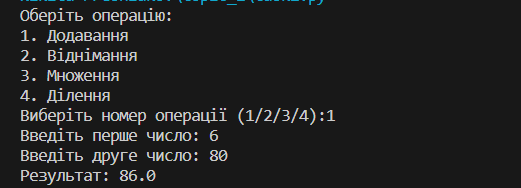 Оберіть операцію:
1. Додавання
2. Віднімання
3. Множення
4. Ділення
Виберіть номер операції (1/2/3/4):1
Введіть перше число: 6
Введіть друге число: 80
Результат: 86.0